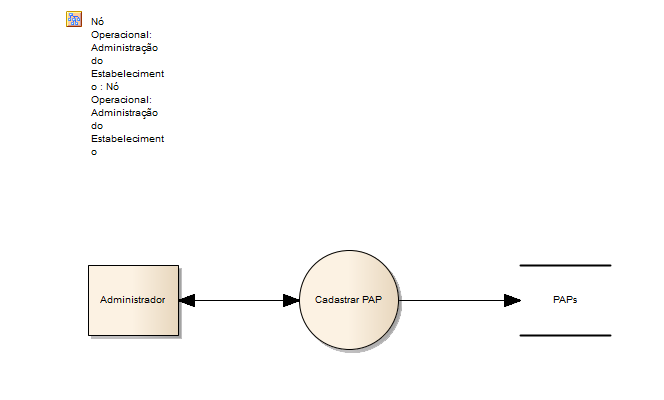 Nó
Operacional:
Administração
do
Estabeleciment
o : Nó
Operacional:
Administração
do
Estabeleciment
o
Administrador
Cadastrar PAP
PAPs